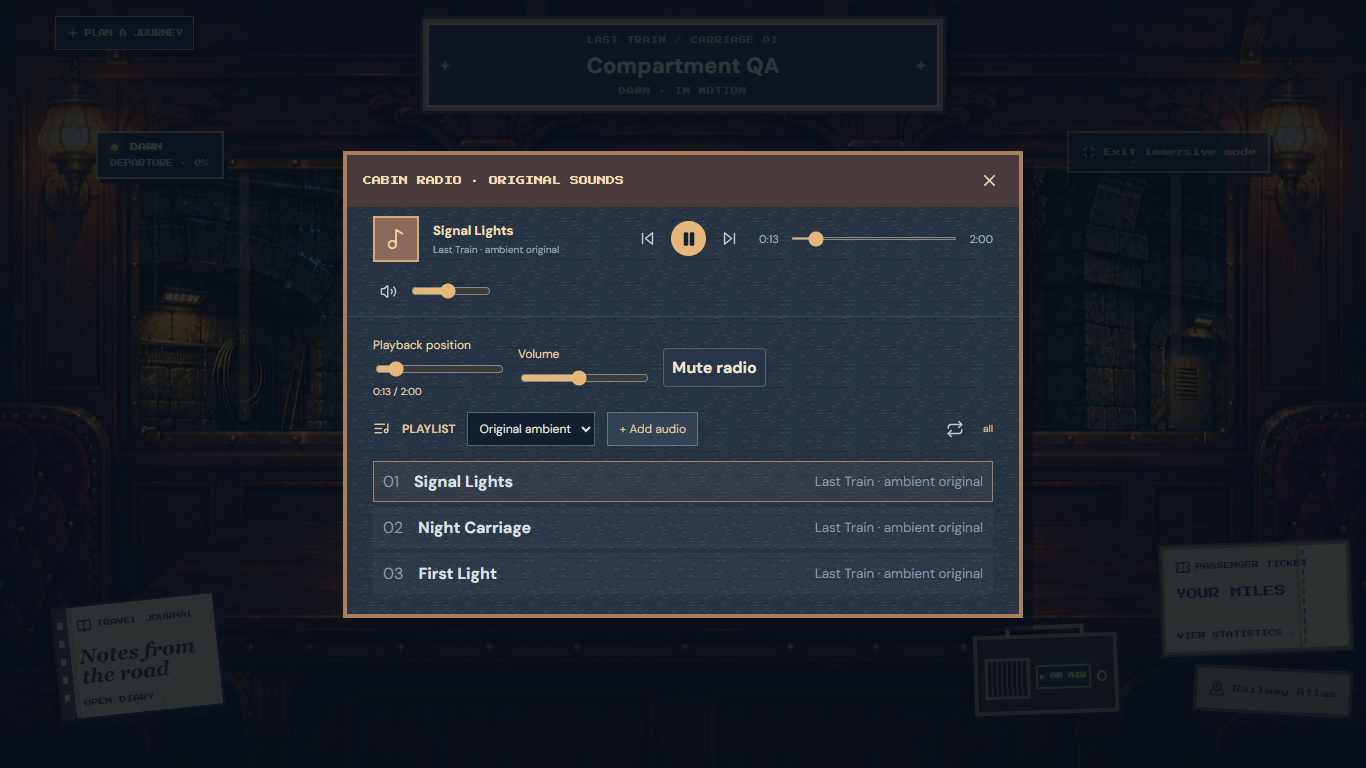 + PLAN A JOURNEY
LAST TRAIN / CARRIAGE 01
Compartment QA
DAWN · IN MOTION
DAWN
DEPARTURE · 0%
Exit immersive mode
CABIN RADIO · ORIGINAL SOUNDS
Signal Lights
Last Train · ambient original
0:13
2:00
Playback position
0:13 / 2:00
Volume
Mute radio
PLAYLIST
Original ambient
+ Add audio
all
01 Signal Lights Last Train · ambient original
02 Night Carriage Last Train · ambient original
03 First Light Last Train · ambient original
TRAVEL JOURNAL
Notes from
the road
OPEN DIARY
ON AIR
PASSENGER TICKET
YOUR MILES
VIEW STATISTICS
Railway Atlas